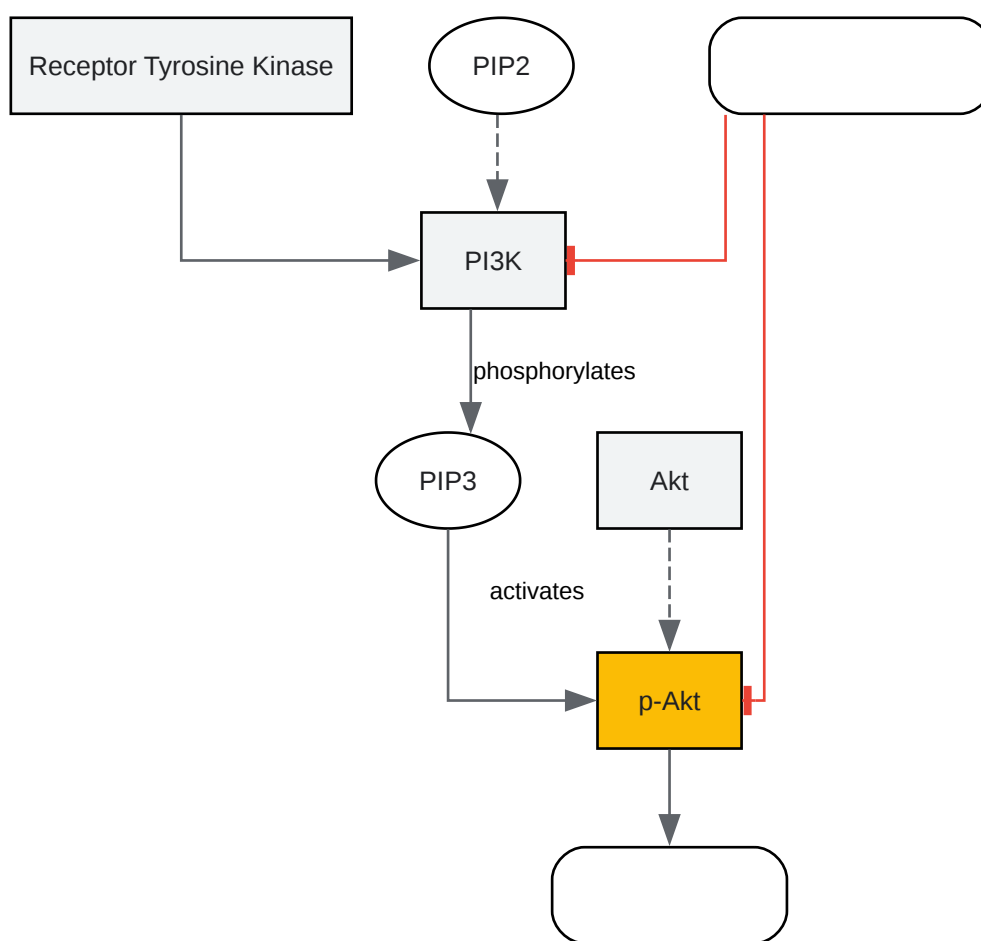 Receptor Tyrosine Kinase
PIP2
PI3K
phosphorylates
PIP3
Akt
activates
p-Akt